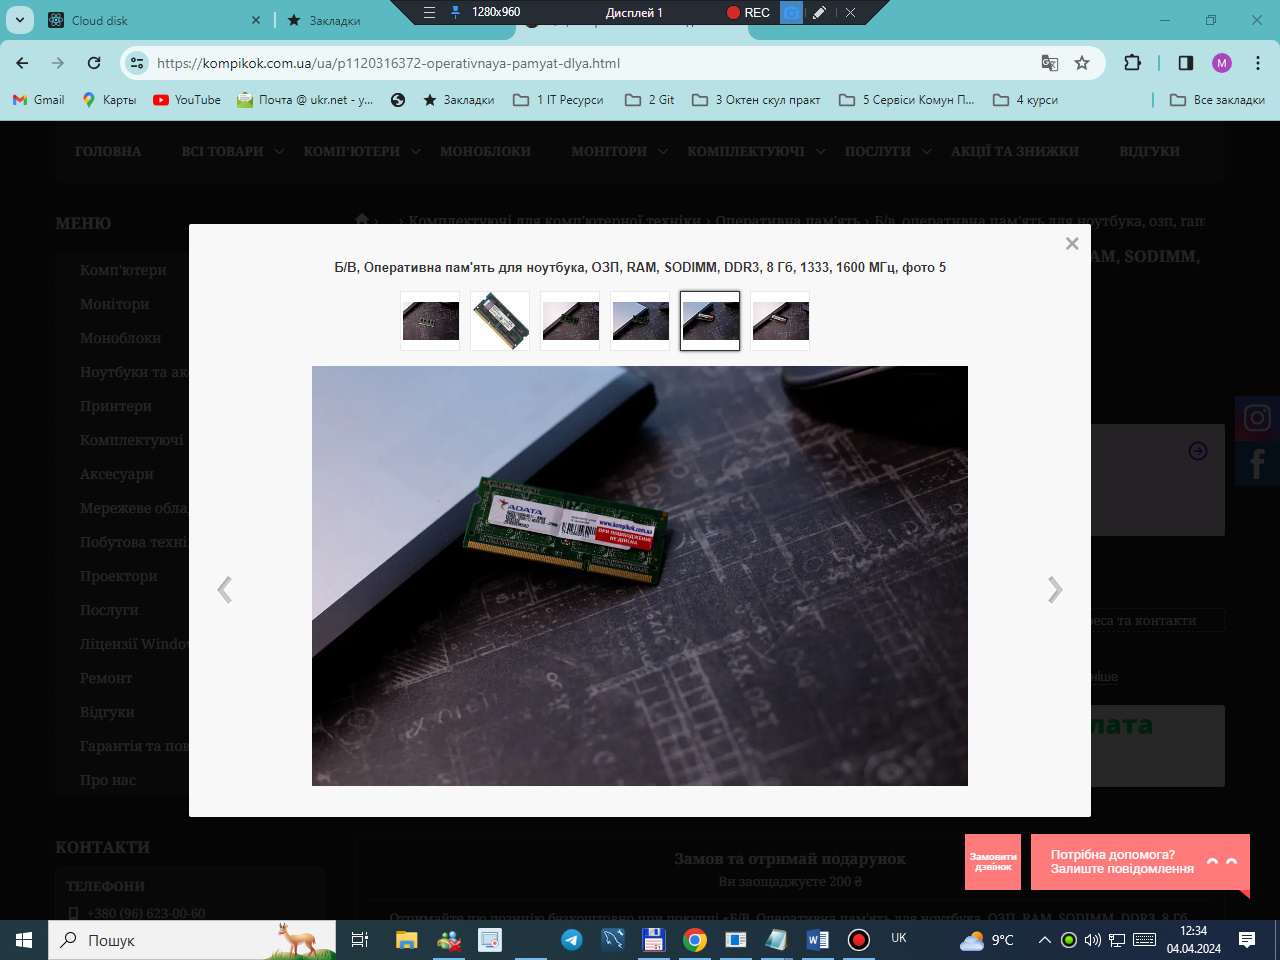 Cloud disk
Закладки
1280x960
Дисплей 1
REC
https://kompikok.com.ua/ua/p1120316372-operativnaya-pamyat-dlya.html
M
Gmail
Карты
YouTube
Почта @ ukr.net - y...
Закладки
1 ІТ Ресурси
2 Git
3 Октен скул практ
5 Сервіси Комун П...
4 курси
Все закладки
ГОЛОВНА
ВСІ ТОВАРИ
КОМП'ЮТЕРИ
МОНОБЛОКИ
МОНІТОРИ
КОМПЛЕКТУЮЧІ
ПОСЛУГИ
АКЦІЇ ТА ЗНИЖКИ
ВІДГУКИ
МЕНЮ
... › Комплектуючі для комп'ютерної техніки › Оперативна пам'ять › Б/в, оперативна пам'ять для ноутбука, озп, ram
AM, SODIMM,
Б/В, Оперативна пам'ять для ноутбука, ОЗП, RAM, SODIMM, DDR3, 8 Гб, 1333, 1600 МГц, фото 5
Комп'ютери
Монітори
Моноблоки
Ноутбуки та ак
Принтери
Комплектуючі
Аксесуари
Мережеве обла
Побутова техні
Проектори
Послуги
Ліцензії Window
Ремонт
Відгуки
Гарантія та пов
Про нас
ADATA
www.kompikok.com.ua
ПРИ ПОШКОДЖЕННІ
НЕ ДІЙСНА
реса та контакти
ніше
лата
КОНТАКТИ
ТЕЛЕФОНИ
+380 (96) 623-00-60
Замов та отримай подарунок
Ви заощаджуєте 200 ₴
Отримайте цю позицію безкоштовно при покупці «Б/В, Оперативна пам'ять для ноутбука, ОЗП, RAM, SODIMM, DDR3, 8 Гб,
Замовити
дзвінок
Потрібна допомога?
Залиште повідомлення
Пошук
UK
9°C
12:34
04.04.2024